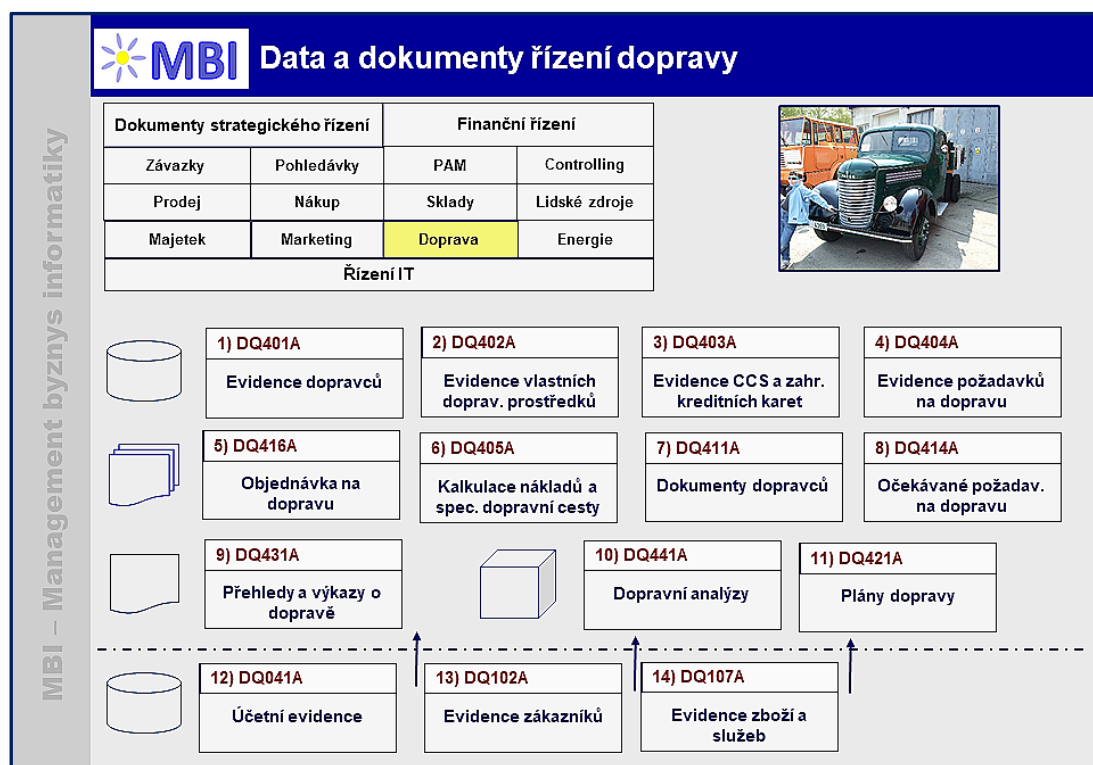 MBI – Management byznys informatiky
MBI
Data a dokumenty řízení dopravy
Dokumenty strategického řízení
Finanční řízení
Závazky
Pohledávky
PAM
Controlling
Prodej
Nákup
Sklady
Lidské zdroje
Majetek
Marketing
Doprava
Energie
Řízení IT
1) DQ401A
Evidence dopravců
2) DQ402A
Evidence vlastních
doprav. prostředků
3) DQ403A
Evidence CCS a zahr.
kreditních karet
4) DQ404A
Evidence požadavků
na dopravu
5) DQ416A
Objednávka na
dopravu
6) DQ405A
Kalkulace nákladů a
spec. dopravní cesty
7) DQ411A
Dokumenty dopravců
8) DQ414A
Očekávané požadav.
na dopravu
9) DQ431A
Přehledy a výkazy o
dopravě
10) DQ441A
Dopravní analýzy
11) DQ421A
Plány dopravy
12) DQ041A
Účetní evidence
13) DQ102A
Evidence zákazníků
14) DQ107A
Evidence zboží a
služeb